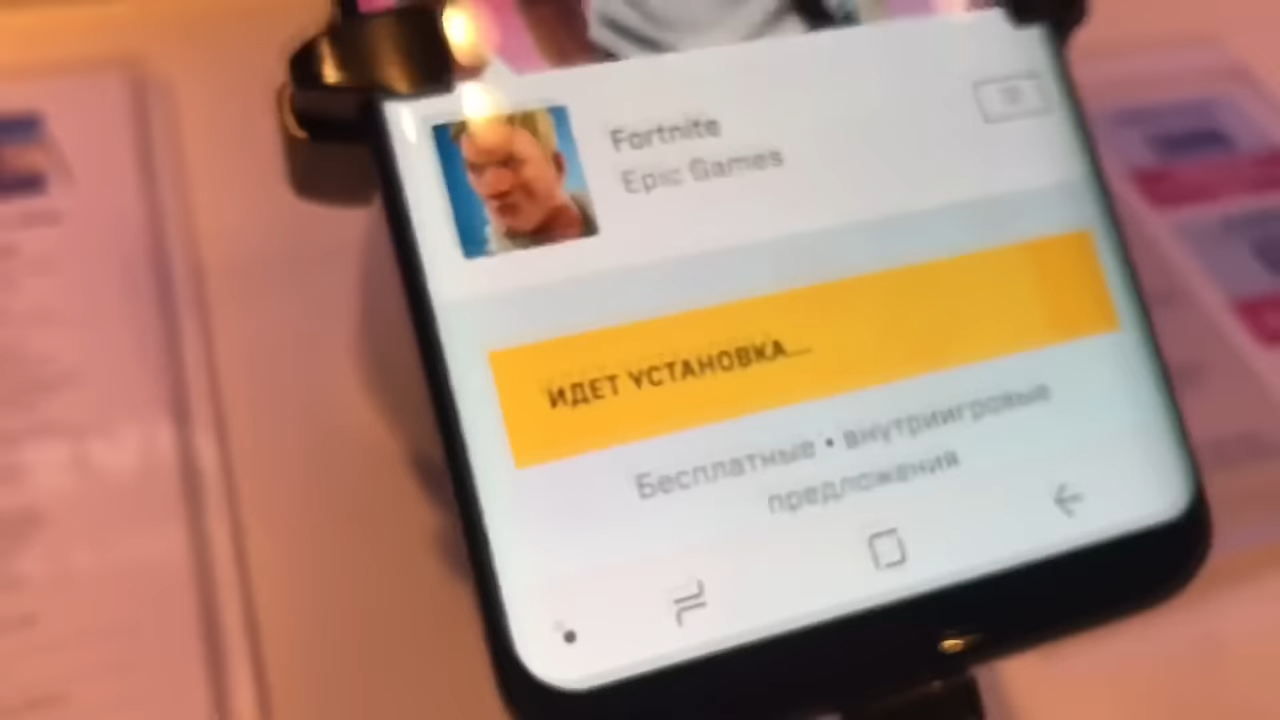 Fortnite
Epic Games
ИДЕТ УСТАНОВКА...
Бесплатные • внутриигровые
предложения